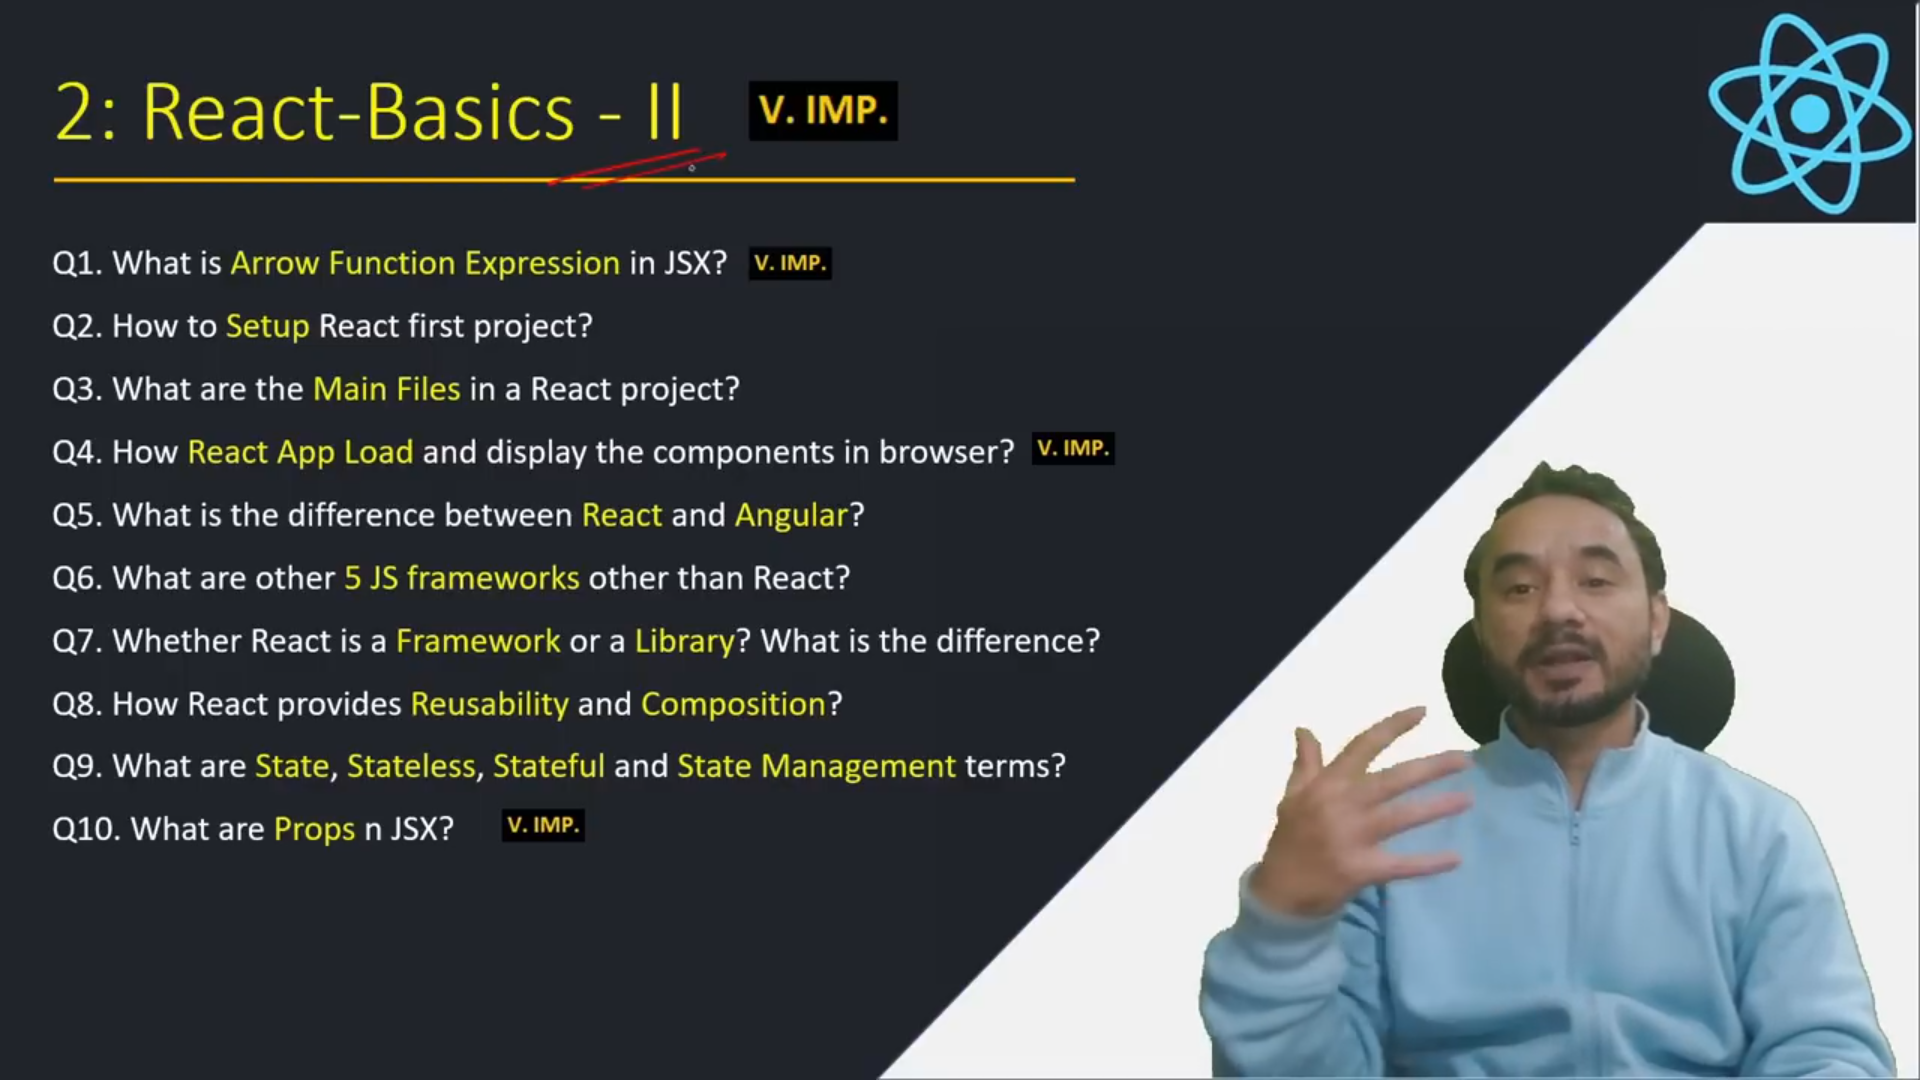 2: React-Basics - II V. IMP.
Q1. What is Arrow Function Expression in JSX? V. IMP.
Q2. How to Setup React first project?
Q3. What are the Main Files in a React project?
Q4. How React App Load and display the components in browser? V. IMP.
Q5. What is the difference between React and Angular?
Q6. What are other 5 JS frameworks other than React?
Q7. Whether React is a Framework or a Library? What is the difference?
Q8. How React provides Reusability and Composition?
Q9. What are State, Stateless, Stateful and State Management terms?
Q10. What are Props n JSX? V. IMP.